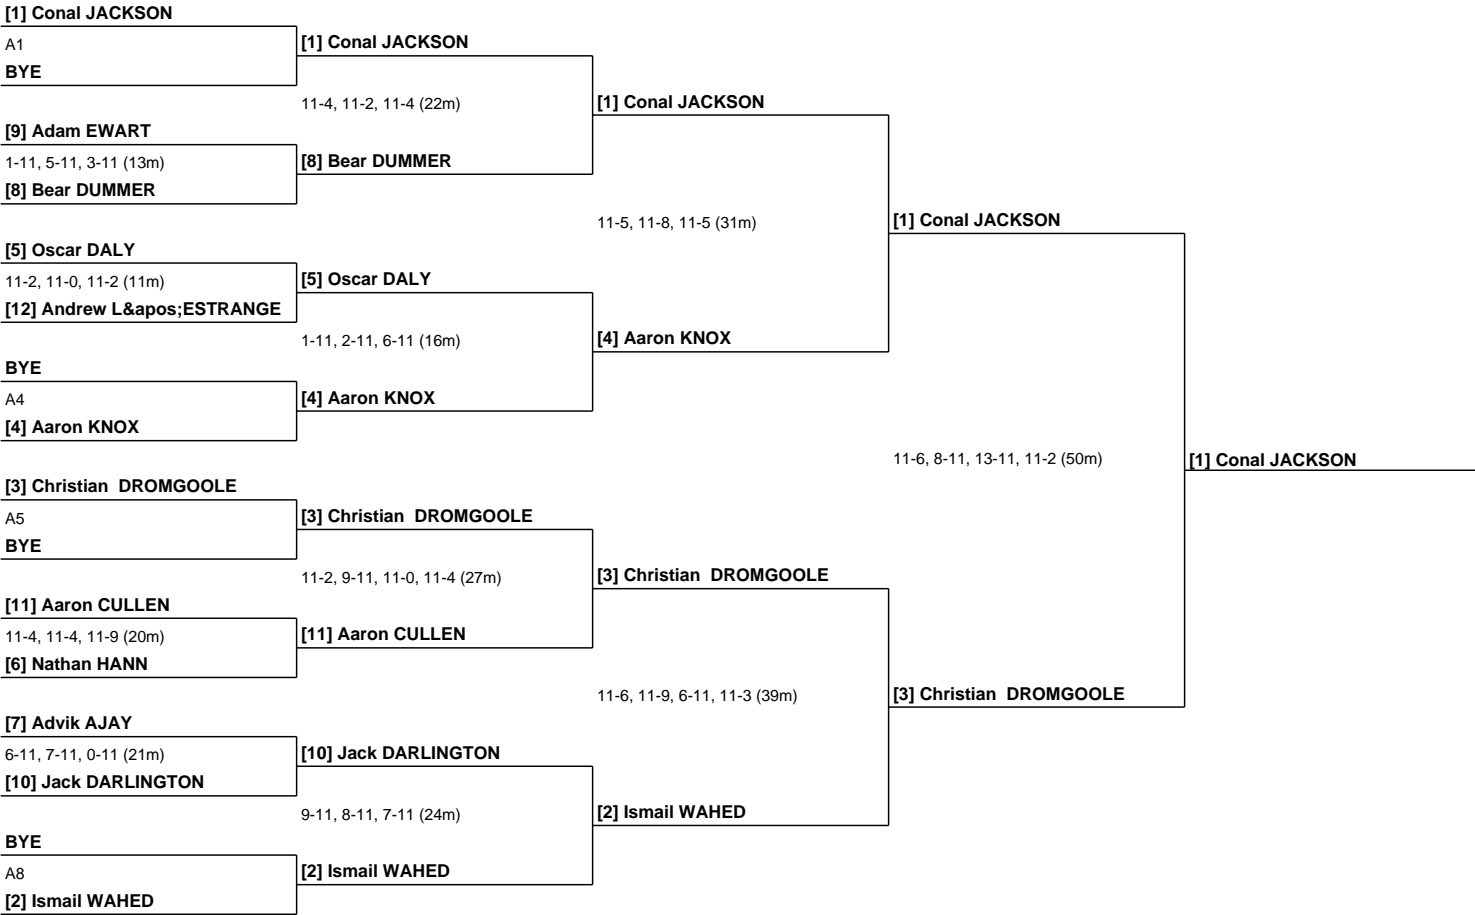 [1] Conal JACKSON
A1
BYE
[9] Adam EWART
1-11, 5-11, 3-11 (13m)
[8] Bear DUMMER
[5] Oscar DALY
11-2, 11-0, 11-2 (11m)
[12] Andrew L&apos;ESTRANGE
BYE
A4
[4] Aaron KNOX
[3] Christian  DROMGOOLE
A5
BYE
[11] Aaron CULLEN
11-4, 11-4, 11-9 (20m)
[6] Nathan HANN
[7] Advik AJAY
6-11, 7-11, 0-11 (21m)
[10] Jack DARLINGTON
BYE
A8
[2] Ismail WAHED
[1] Conal JACKSON
11-4, 11-2, 11-4 (22m)
[8] Bear DUMMER
[5] Oscar DALY
1-11, 2-11, 6-11 (16m)
[4] Aaron KNOX
[3] Christian  DROMGOOLE
11-2, 9-11, 11-0, 11-4 (27m)
[11] Aaron CULLEN
[10] Jack DARLINGTON
9-11, 8-11, 7-11 (24m)
[2] Ismail WAHED
[1] Conal JACKSON
11-5, 11-8, 11-5 (31m)
[4] Aaron KNOX
[3] Christian  DROMGOOLE
11-6, 11-9, 6-11, 11-3 (39m)
[2] Ismail WAHED
[1] Conal JACKSON
11-6, 8-11, 13-11, 11-2 (50m)
[3] Christian  DROMGOOLE
[1] Conal JACKSON